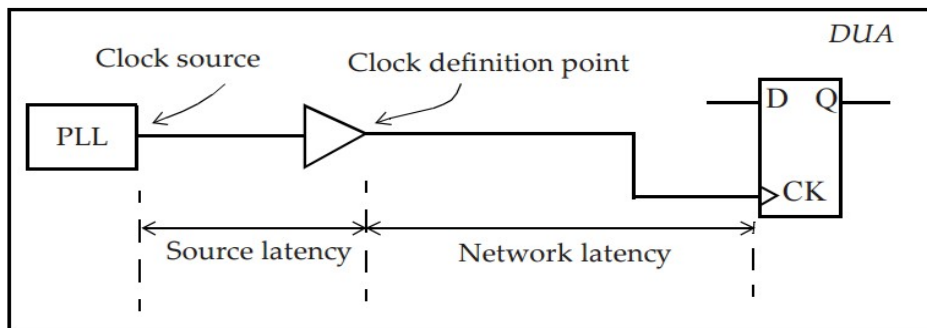 DUA
Clock source
Clock definition point
PLL
D Q
CK
Source latency
Network latency